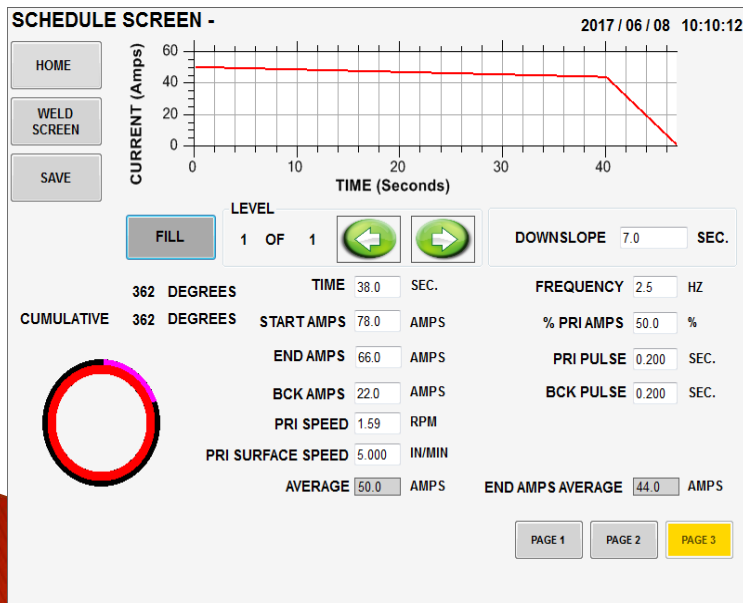 SCHEDULE SCREEN -
2017 / 06 / 08 10:10:12
HOME
WELD
SCREEN
SAVE
CURRENT (Amps)
60
40
20
0
0 10 20 30 40
TIME (Seconds)
FILL
LEVEL
1 OF 1
DOWNSLOPE 7.0 SEC.
362 DEGREES
CUMULATIVE 362 DEGREES
TIME 38.0 SEC.
START AMPS 78.0 AMPS
END AMPS 66.0 AMPS
BCK AMPS 22.0 AMPS
PRI SPEED 1.59 RPM
PRI SURFACE SPEED 5.000 IN/MIN
AVERAGE 50.0 AMPS
FREQUENCY 2.5 HZ
% PRI AMPS 50.0 %
PRI PULSE 0.200 SEC.
BCK PULSE 0.200 SEC.
END AMPS AVERAGE 44.0 AMPS
PAGE 1
PAGE 2
PAGE 3